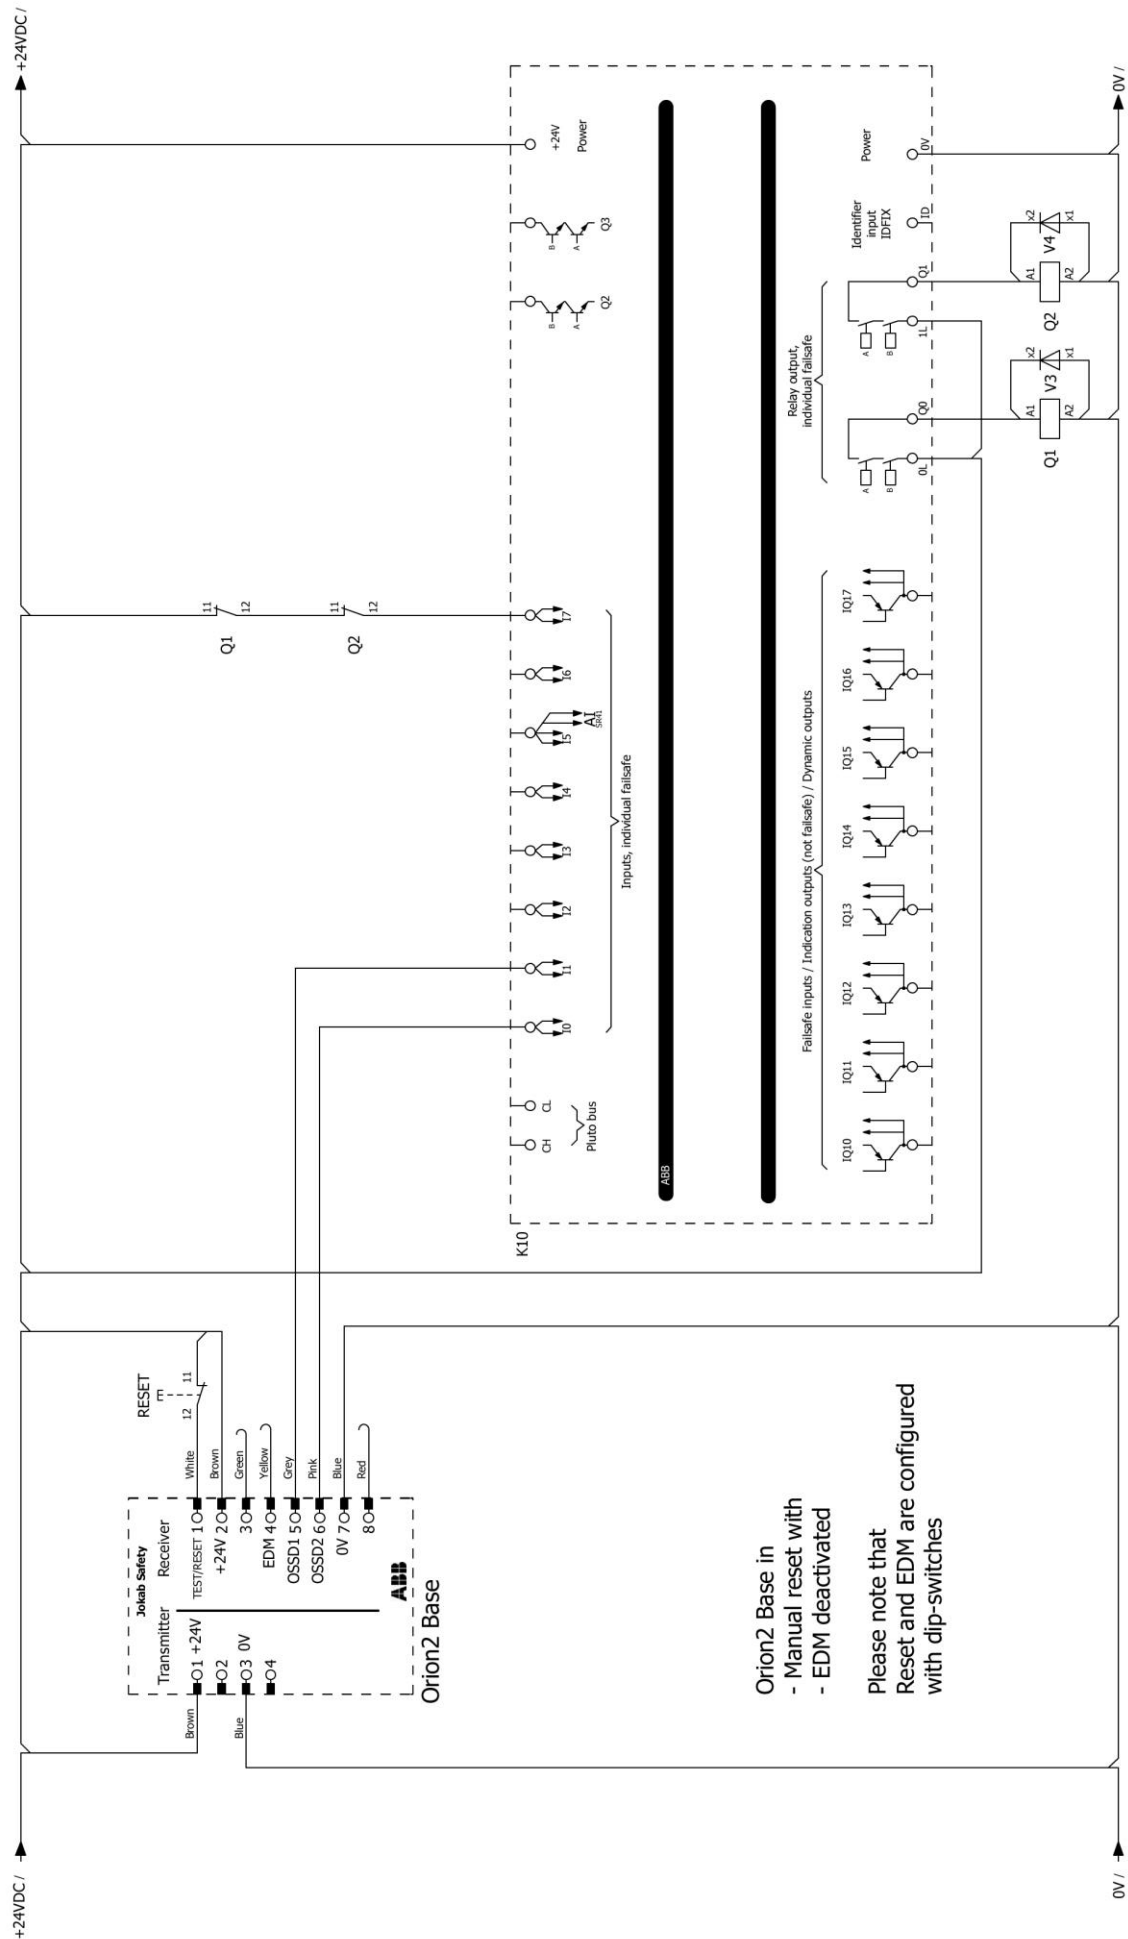 +24VDC /
+24VDC /
Brown
Blue
Transmitter
Jokab Safety
Receiver
1 +24V
2
3 0V
4
TEST/RESET 1
+24V 2
3
EDM 4
OSSD1 5
OSSD2 6
0V 7
8
ABB
Orion2 Base
White
Brown
Green
Yellow
Grey
Pink
Blue
Red
RESET
E
12
11
Q1
11
12
Q2
11
12
K10
CH
CL
Pluto bus
I0
I1
I2
I3
I4
I5
AI
SR41
I6
I7
Inputs, individual failsafe
B
A
Q2
B
A
Q3
+24V
Power
ABB
Failsafe inputs / Indication outputs (not failsafe) / Dynamic outputs
IQ10
IQ11
IQ12
IQ13
IQ14
IQ15
IQ16
IQ17
Relay output,
individual failsafe
A
B
0L
Q0
A
B
1L
Q1
Identifier
input
IDFIX
ID
Power
0V
Q1
A1
A2
V3
x2
x1
Q2
A1
A2
V4
x2
x1
Orion2 Base in
- Manual reset with
- EDM deactivated
Please note that
Reset and EDM are configured
with dip-switches
0V /
0V /